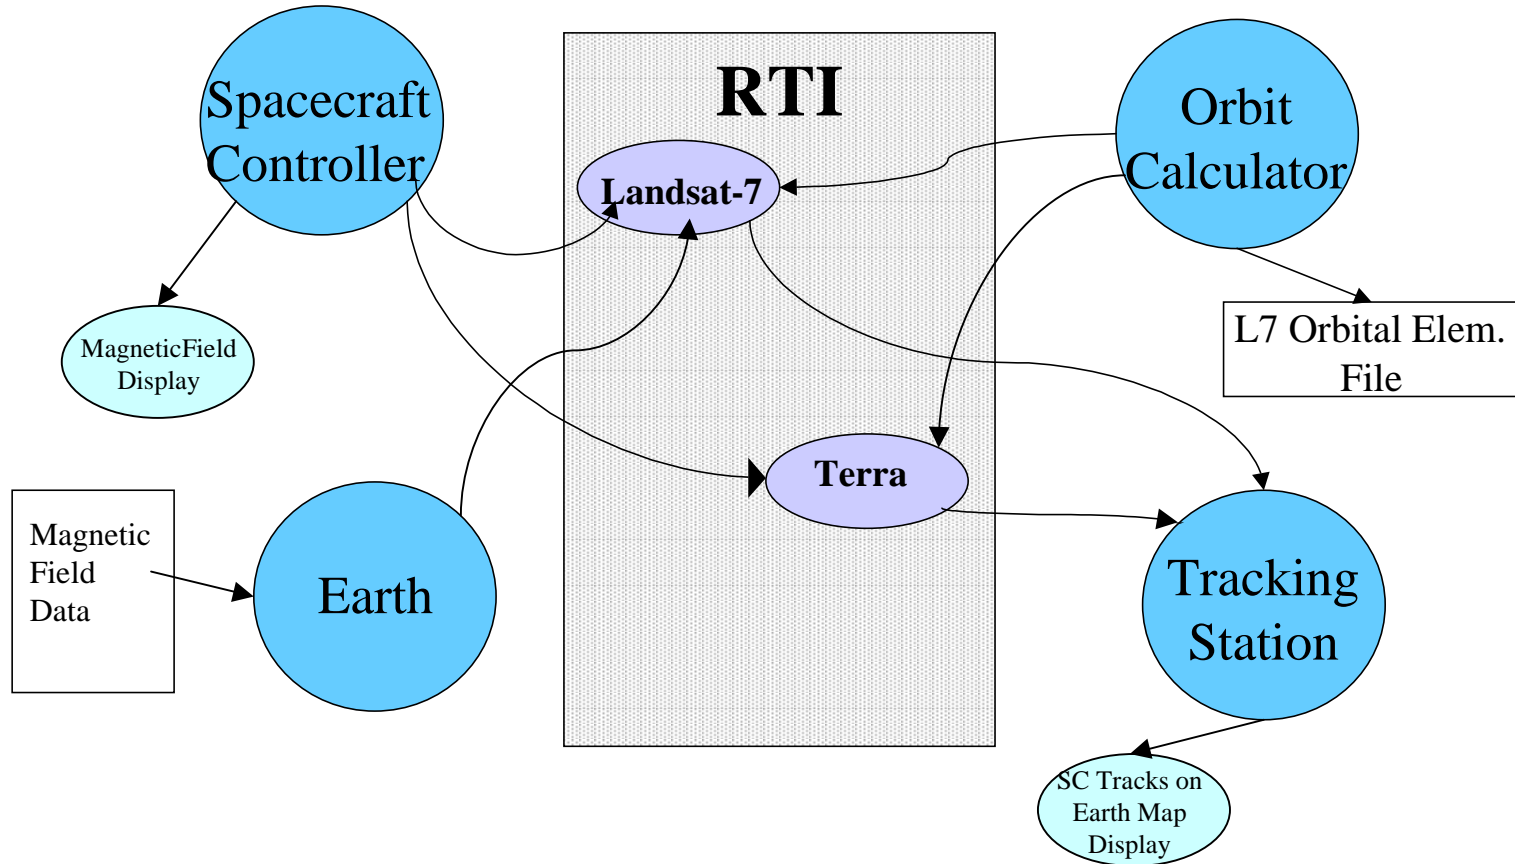 Spacecraft
Controller
RTI
Orbit
Calculator
Landsat-7
MagneticField
Display
L7 Orbital Elem.
File
Terra
Magnetic
Field
Data
Earth
Tracking
Station
SC Tracks on
Earth Map
Display